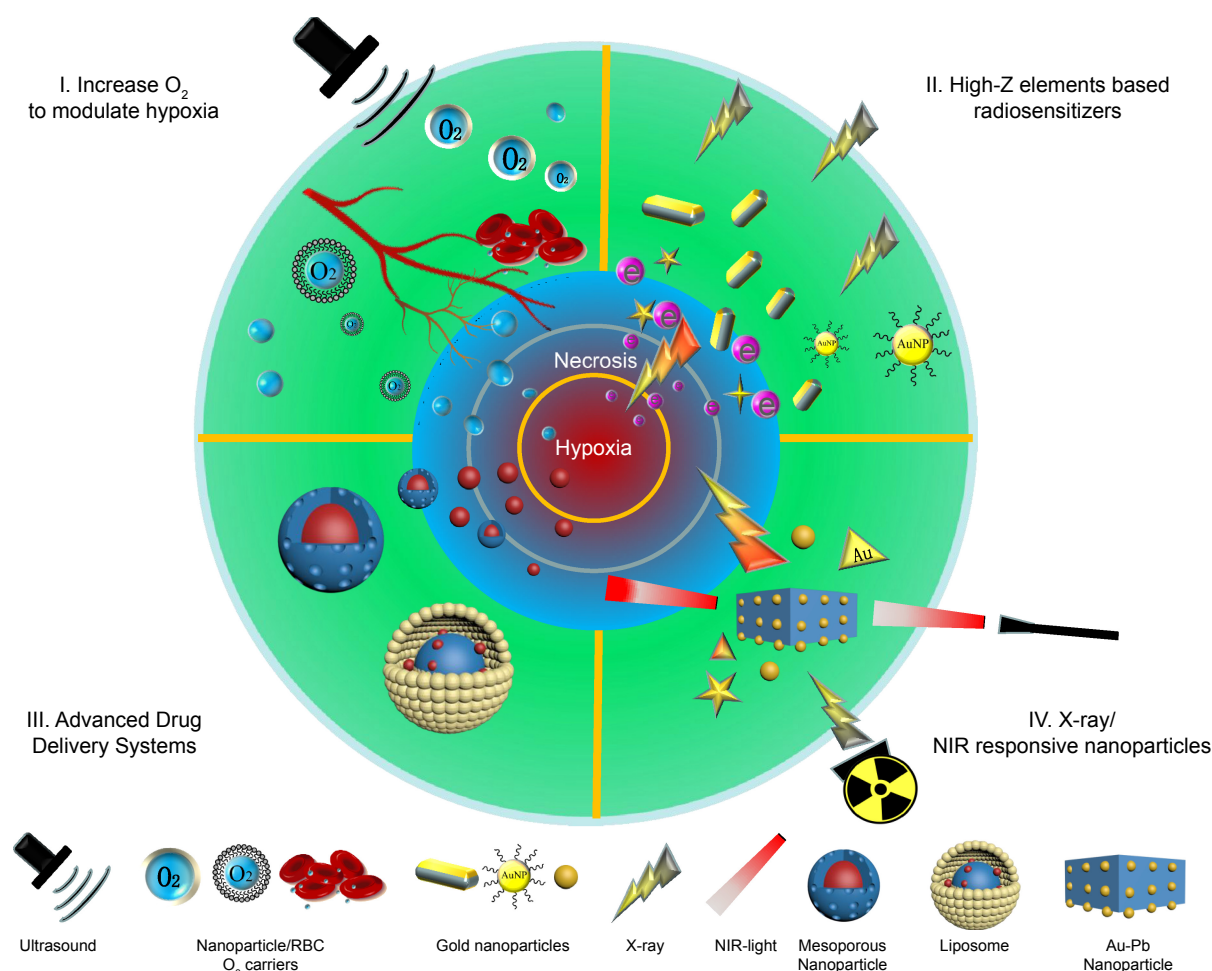 I. Increase O2
to modulate hypoxia
II. High-Z elements based
radiosensitizers
O2
O2
O2
O2
O2
O2
e
e
e
e
AuNP
AuNP
Necrosis
Hypoxia
Au
III. Advanced Drug
Delivery Systems
IV. X-ray/
NIR responsive nanoparticles
O2
O2
AuNP
Ultrasound
Nanoparticle/RBC
O2 carriers
Gold nanoparticles
X-ray
NIR-light
Mesoporous
Nanoparticle
Liposome
Au-Pb
Nanoparticle